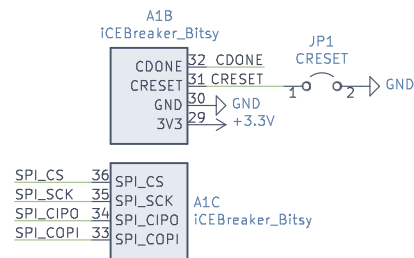 A1B
iCEBreaker_Bitsy
JP1
CRESET
CDONE 32 CDONE
CRESET 31 CRESET
1 2 GND
GND 30 GND
3V3 29 +3.3V
SPI_CS 36 SPI_CS
SPI_SCK 35 SPI_SCK
SPI_CIPO 34 SPI_CIPO
SPI_COPI 33 SPI_COPI
A1C
iCEBreaker_Bitsy